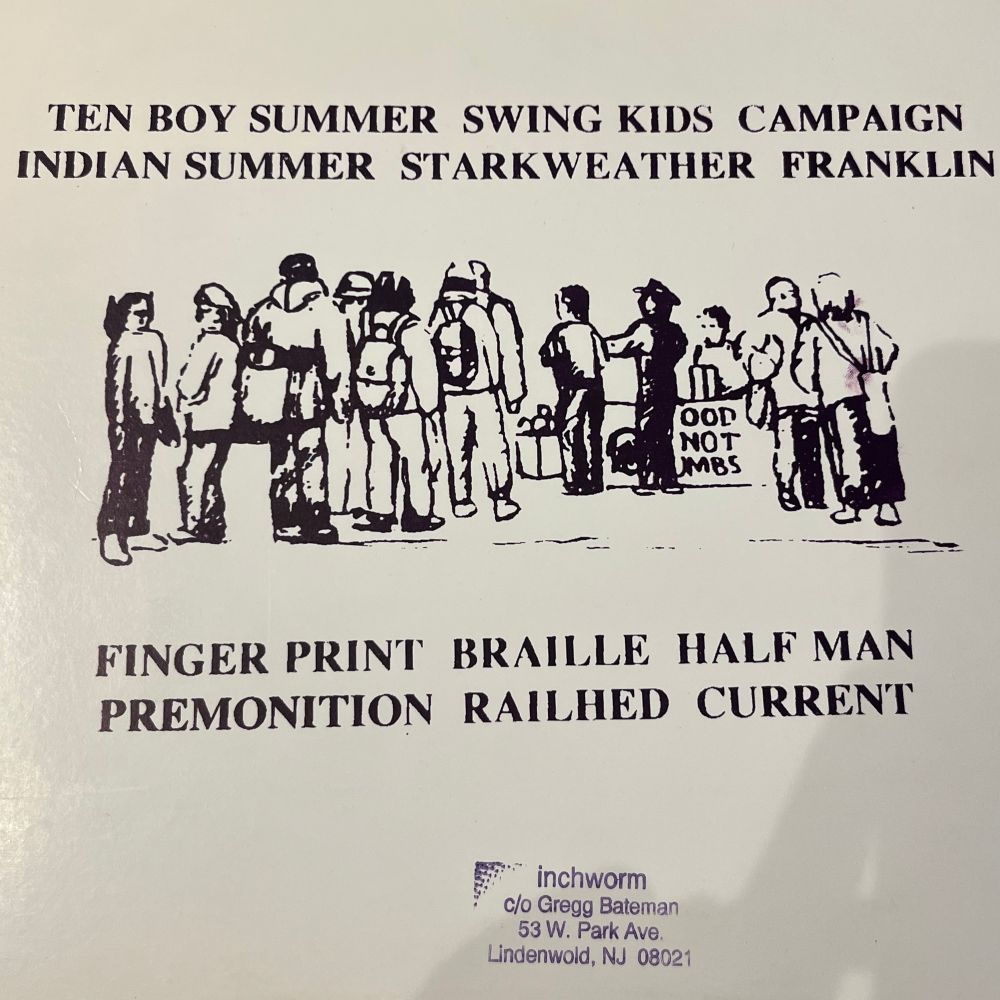 TEN BOY SUMMER SWING KIDS CAMPAIGN
INDIAN SUMMER STARKWEATHER FRANKLIN
OOD
NOT
MBS
FINGER PRINT BRAILLE HALF MAN
PREMONITION RAILHED CURRENT
inchworm
c/o Gregg Bateman
53 W. Park Ave.
Lindenwold, NJ 08021